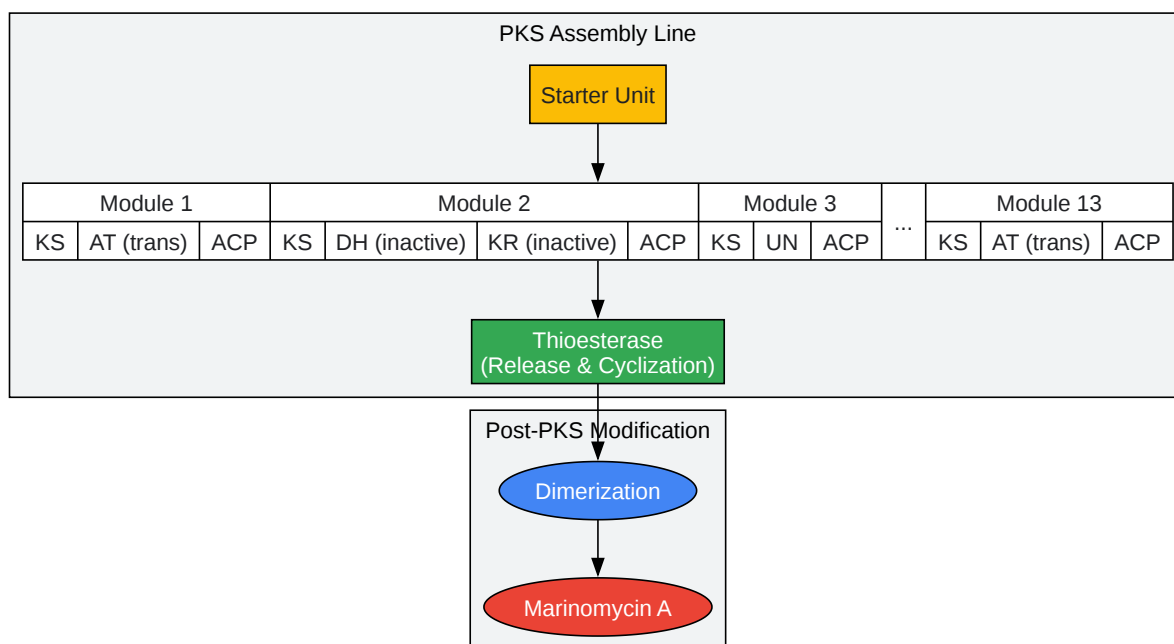 PKS Assembly Line
Starter Unit
Module 1 Module 2 Module 3 ... Module 13
KS AT (trans) ACP KS DH (inactive) KR (inactive) ACP KS UN ACP KS AT (trans) ACP
Thioesterase
(Release & Cyclization)
Post-PKS Modification
Dimerization
Marinomycin A